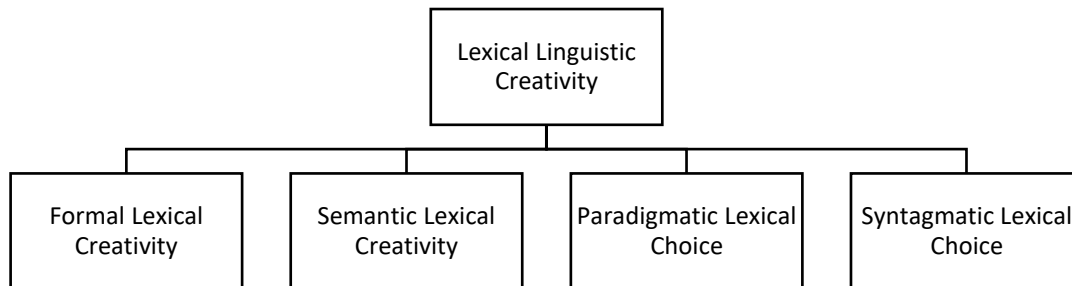 Lexical Linguistic
Creativity
Formal Lexical
Creativity
Semantic Lexical
Creativity
Paradigmatic Lexical
Choice
Syntagmatic Lexical
Choice